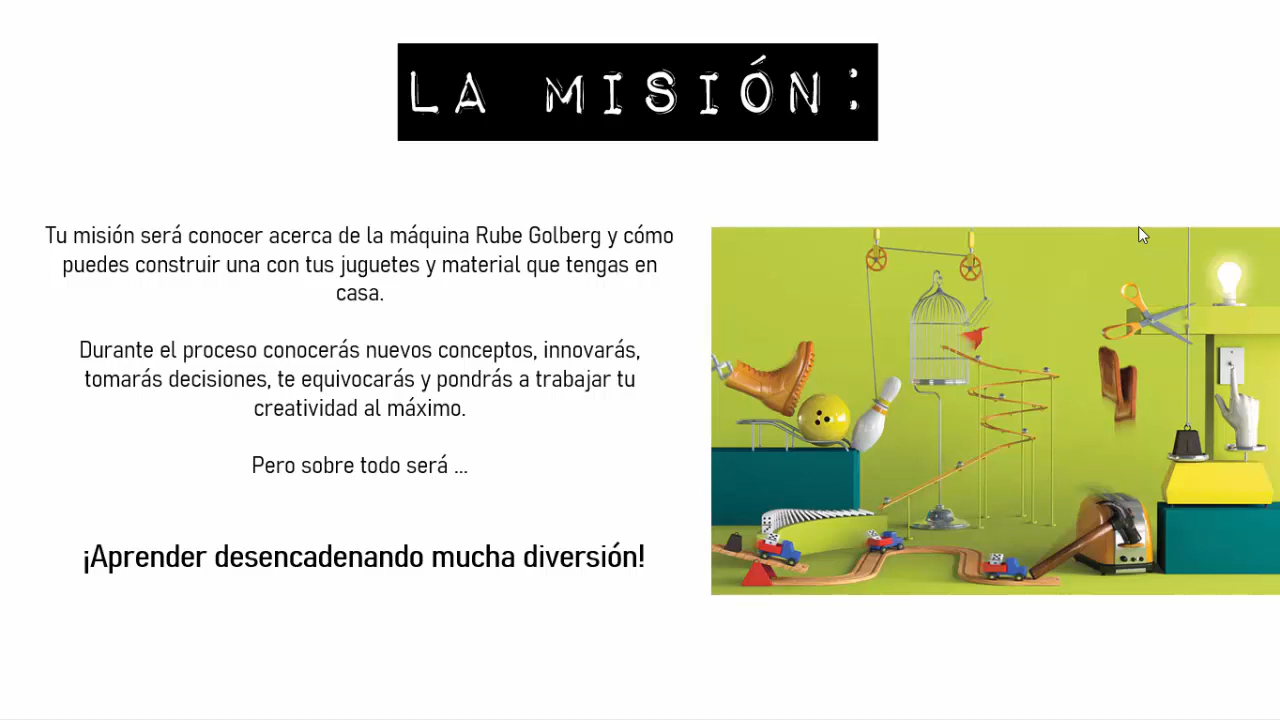 LA MISIÓN:
Tu misión será conocer acerca de la máquina Rube Golberg y cómo
puedes construir una con tus juguetes y material que tengas en
casa.
Durante el proceso conocerás nuevos conceptos, innovarás,
tomarás decisiones, te equivocarás y pondrás a trabajar tu
creatividad al máximo.
Pero sobre todo será ...
¡Aprender desencadenando mucha diversión!